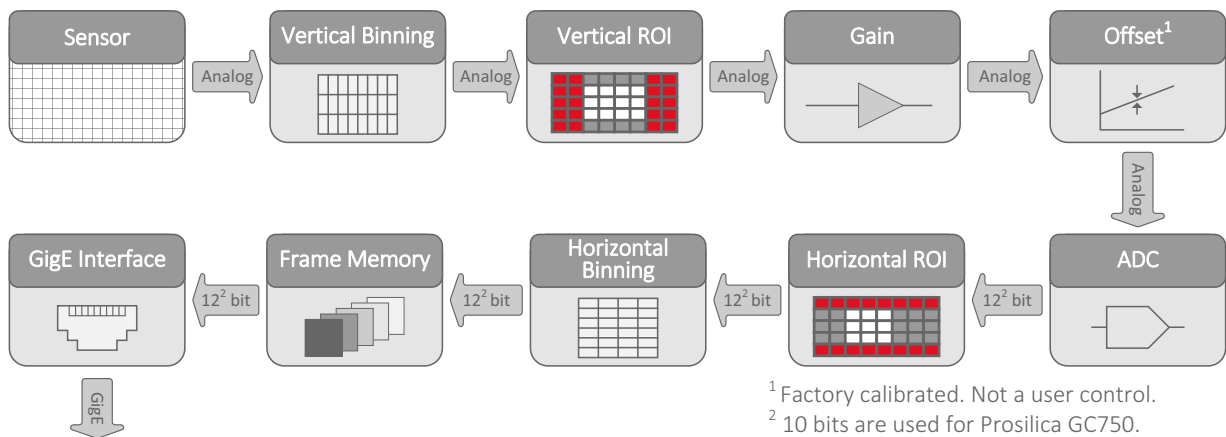 Sensor
Vertical Binning
Vertical ROI
Gain
Offset¹
Analog
Analog
Analog
Analog
Analog
GigE Interface
Frame Memory
Horizontal
Binning
Horizontal ROI
ADC
12² bit
12² bit
12² bit
12² bit
GigE
¹ Factory calibrated. Not a user control.
² 10 bits are used for Prosilica GC750.